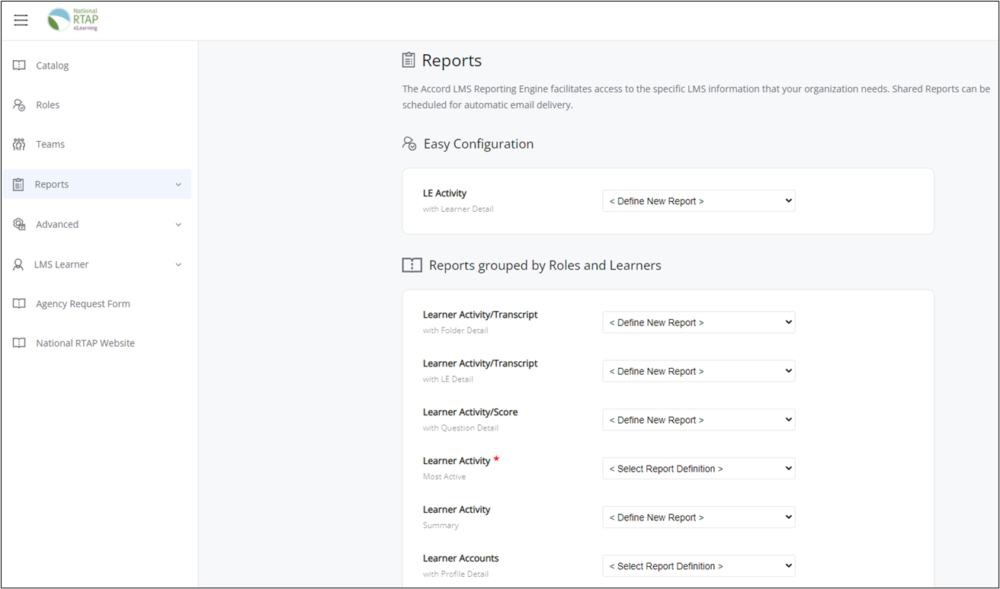 National
RTAP
eLearning
Catalog
Roles
Teams
Reports
Advanced
LMS Learner
Agency Request Form
National RTAP Website
Reports
The Accord LMS Reporting Engine facilitates access to the specific LMS information that your organization needs. Shared Reports can be
scheduled for automatic email delivery.
Easy Configuration
LE Activity
with Learner Detail
< Define New Report >
Reports grouped by Roles and Learners
Learner Activity/Transcript
with Folder Detail
< Define New Report >
Learner Activity/Transcript
with LE Detail
< Define New Report >
Learner Activity/Score
with Question Detail
< Define New Report >
Learner Activity *
Most Active
< Select Report Definition >
Learner Activity
Summary
< Define New Report >
Learner Accounts
with Profile Detail
< Select Report Definition >